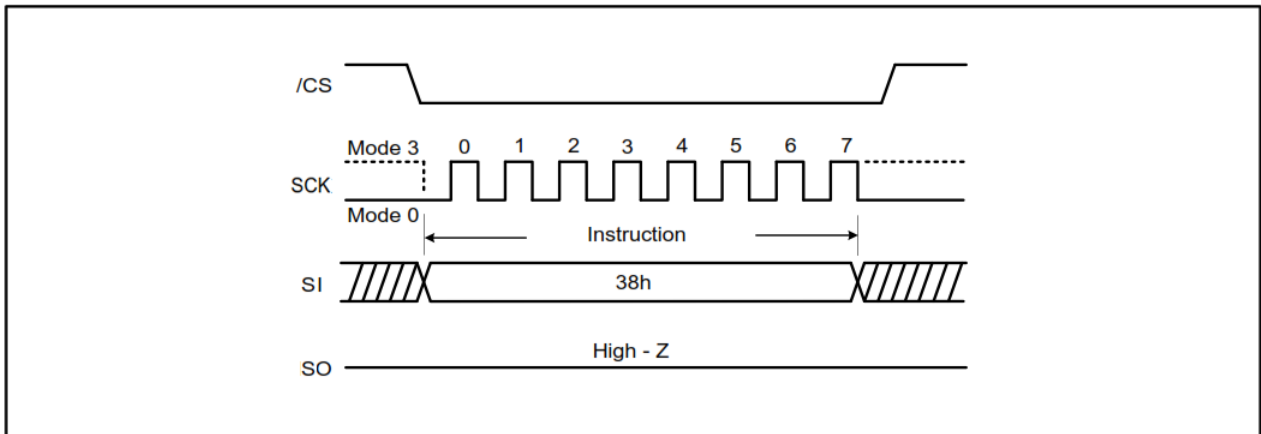 /CS
Mode 3 0 1 2 3 4 5 6 7
SCK
Mode 0
Instruction
SI 38h
High - Z
SO